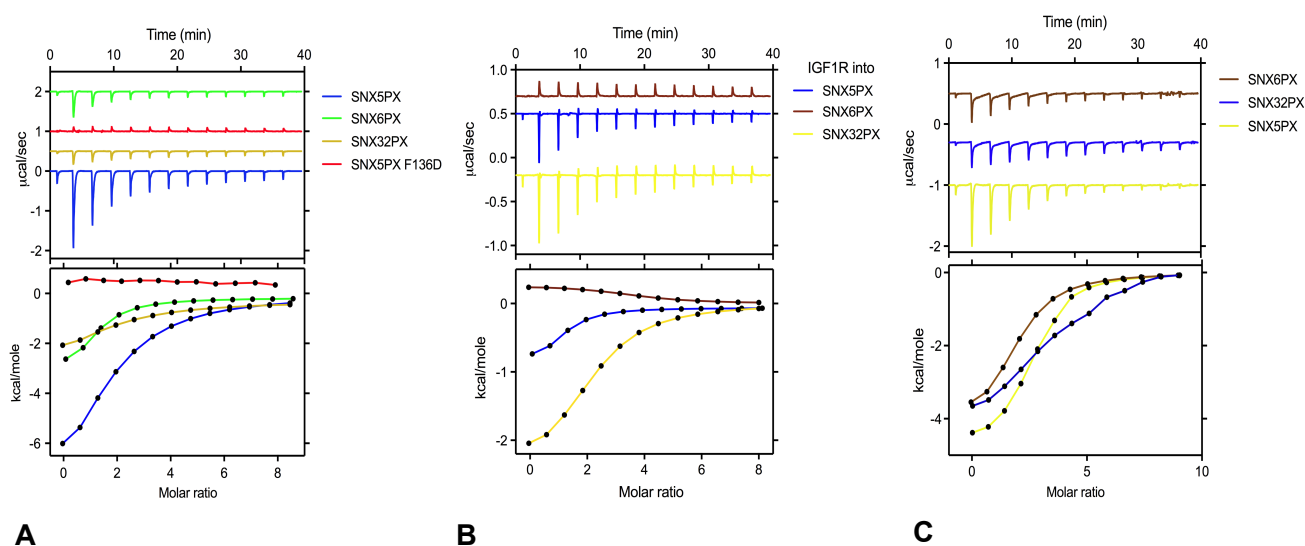 Time (min)
0 10 20 30 40
2
1
0
-1
-2
μcal/sec
SNX5PX
SNX6PX
SNX32PX
SNX5PX F136D
0
-2
-4
-6
kcal/mole
0 2 4 6 8
Molar ratio
A
Time (min)
0 10 20 30 40
1.0
0.5
0.0
-0.5
-1.0
μcal/sec
IGF1R into
SNX5PX
SNX6PX
SNX32PX
0
-1
-2
kcal/mole
0 2 4 6 8
Molar ratio
B
Time (min)
0 10 20 30 40
1
0
-1
-2
μcal/sec
SNX6PX
SNX32PX
SNX5PX
0
-2
-4
kcal/mole
0 5 10
Molar ratio
C